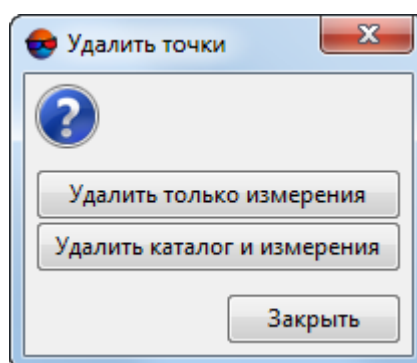 Удалить точки
Удалить только измерения
Удалить каталог и измерения
Закрыть